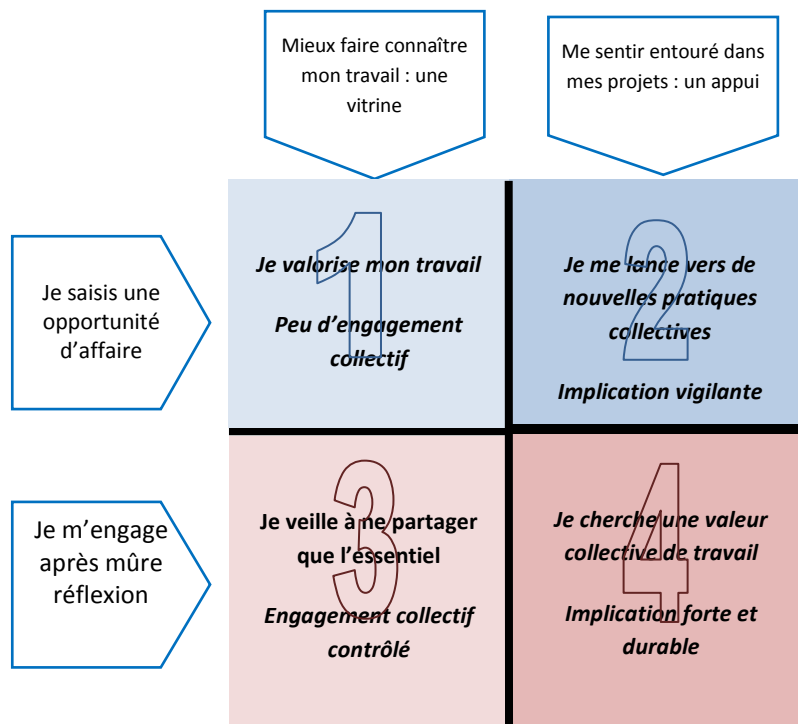 Mieux faire connaître
mon travail : une
vitrine
Me sentir entouré dans
mes projets : un appui
Je saisis une
opportunité
d’affaire
1
Je valorise mon travail
Peu d’engagement
collectif
2
Je me lance vers de
nouvelles pratiques
collectives
Implication vigilante
Je m’engage
après mûre
réflexion
3
Je veille à ne partager
que l’essentiel
Engagement collectif
contrôlé
4
Je cherche une valeur
collective de travail
Implication forte et
durable